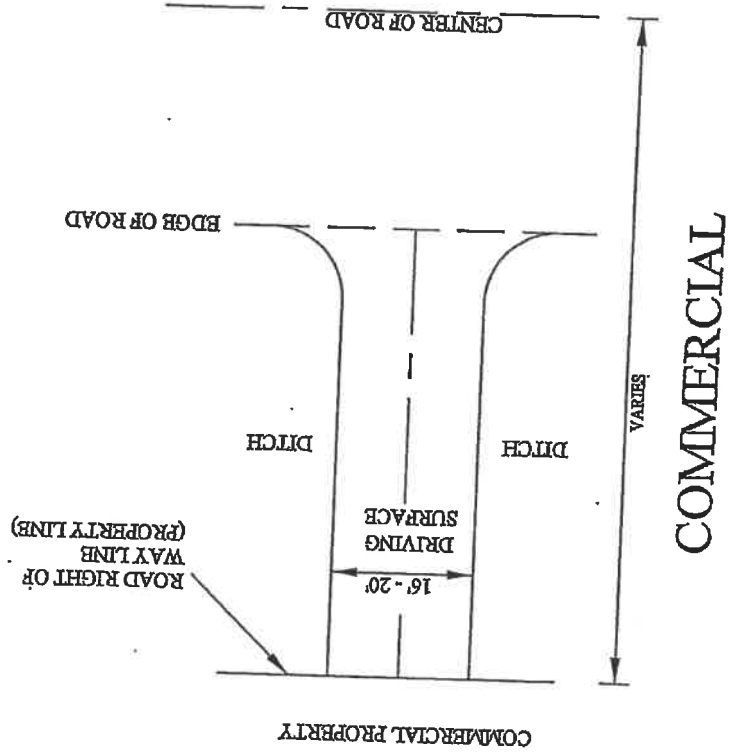 CENTER OF ROAD
EDGE OF ROAD
DITCH
DITCH
VARIES
COMMERCIAL
DRIVING
SURFACE
16' - 20'
ROAD RIGHT OF
WAY LINE
(PROPERTY LINE)
COMMERCIAL PROPERTY